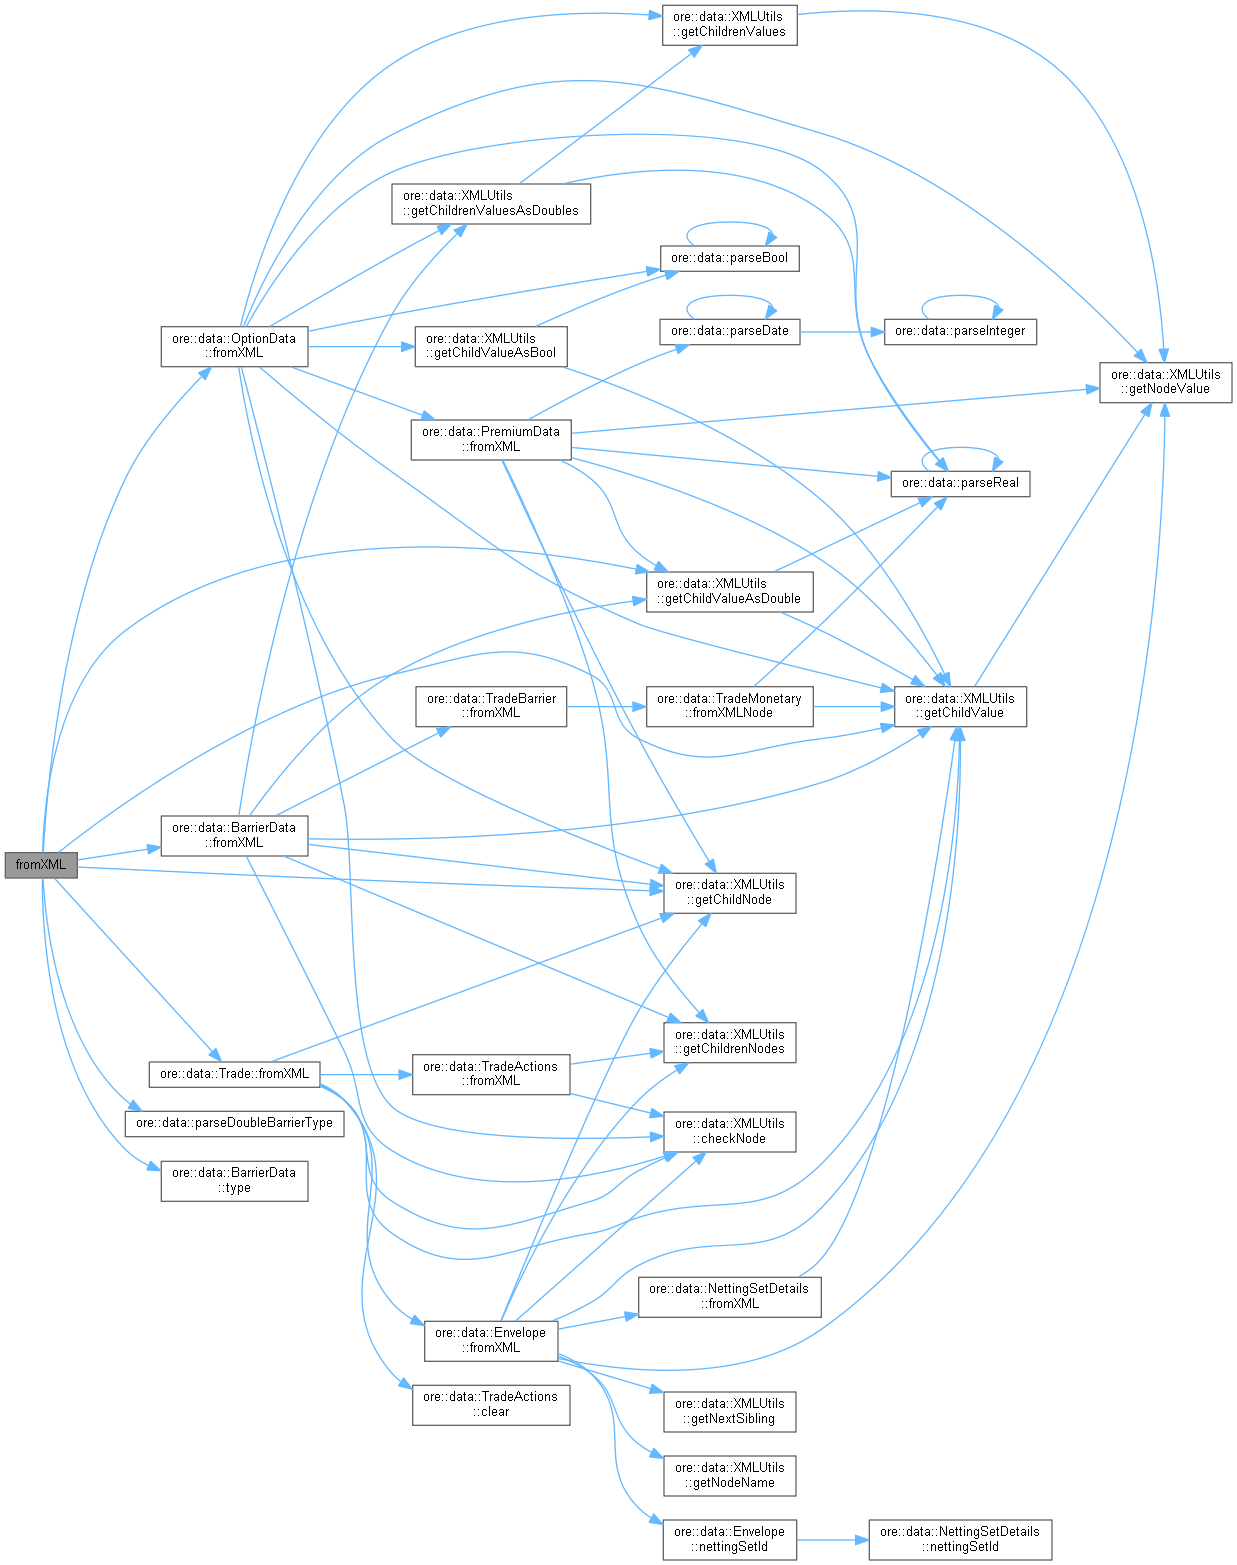 ore::data::XMLUtils
::getChildrenValues
ore::data::XMLUtils
::getChildrenValuesAsDoubles
ore::data::parseBool
ore::data::parseDate
ore::data::parseInteger
ore::data::OptionData
::fromXML
ore::data::XMLUtils
::getChildValueAsBool
ore::data::XMLUtils
::getNodeValue
ore::data::PremiumData
::fromXML
ore::data::parseReal
ore::data::XMLUtils
::getChildValueAsDouble
ore::data::TradeBarrier
::fromXML
ore::data::TradeMonetary
::fromXMLNode
ore::data::XMLUtils
::getChildValue
ore::data::BarrierData
::fromXML
fromXML
ore::data::XMLUtils
::getChildNode
ore::data::XMLUtils
::getChildrenNodes
ore::data::Trade::fromXML
ore::data::TradeActions
::fromXML
ore::data::parseDoubleBarrierType
ore::data::XMLUtils
::checkNode
ore::data::BarrierData
::type
ore::data::NettingSetDetails
::fromXML
ore::data::Envelope
::fromXML
ore::data::TradeActions
::clear
ore::data::XMLUtils
::getNextSibling
ore::data::XMLUtils
::getNodeName
ore::data::Envelope
::nettingSetId
ore::data::NettingSetDetails
::nettingSetId